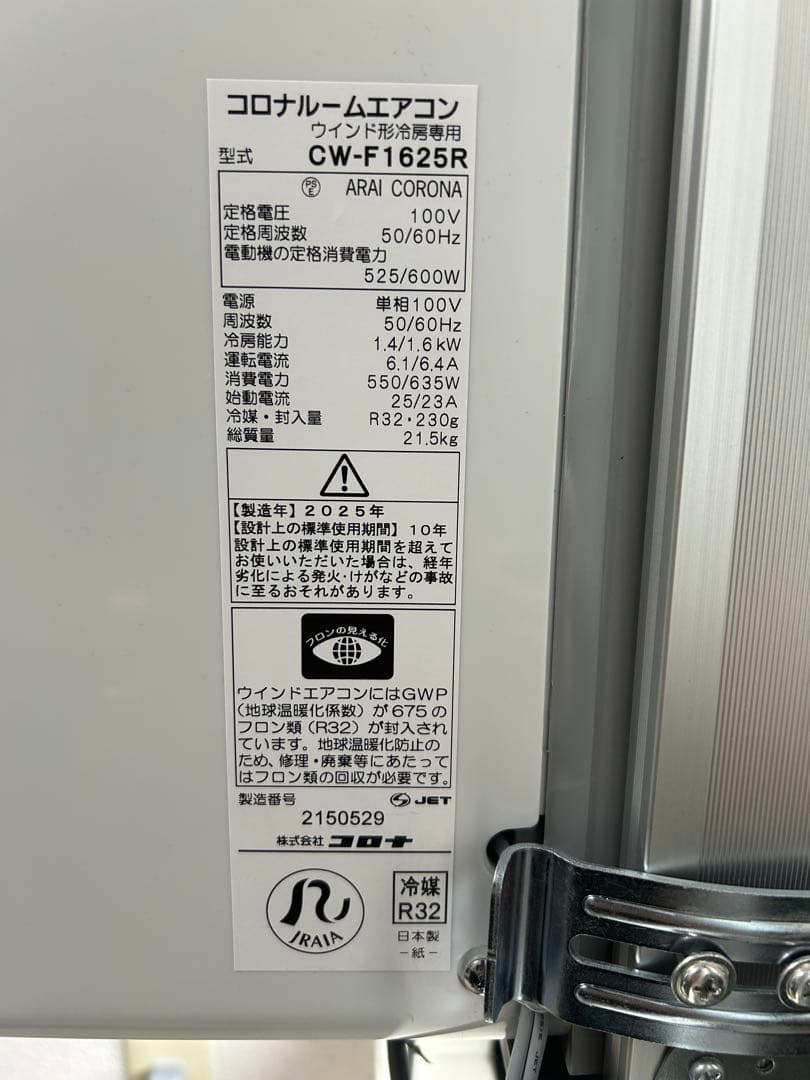 コロナルームエアコン
ウインド形冷房専用
型式 CW-F1625R
PS E ARAI CORONA
定格電圧 100V
定格周波数 50/60Hz
電動機の定格消費電力
525/600W
電源 単相100V
周波数 50/60Hz
冷房能力 1.4/1.6kW
運転電流 6.1/6.4A
消費電力 550/635W
始動電流 25/23A
冷媒・封入量 R32・230g
総質量 21.5kg
【製造年】2025年
【設計上の標準使用期間】10年
設計上の標準使用期間を超えて
お使いいただいた場合は、経年
劣化による発火・けがなどの事故
に至るおそれがあります。
フロンの見える化
ウインドエアコンにはGWP
(地球温暖化係数)が675の
フロン類(R32)が封入され
ています。地球温暖化防止の
ため、修理・廃棄等にあたって
はフロン類の回収が必要です。
製造番号 JET
2150529
株式会社 コロナ
JRAIA
冷媒
R32
日本製
-紙-
JET